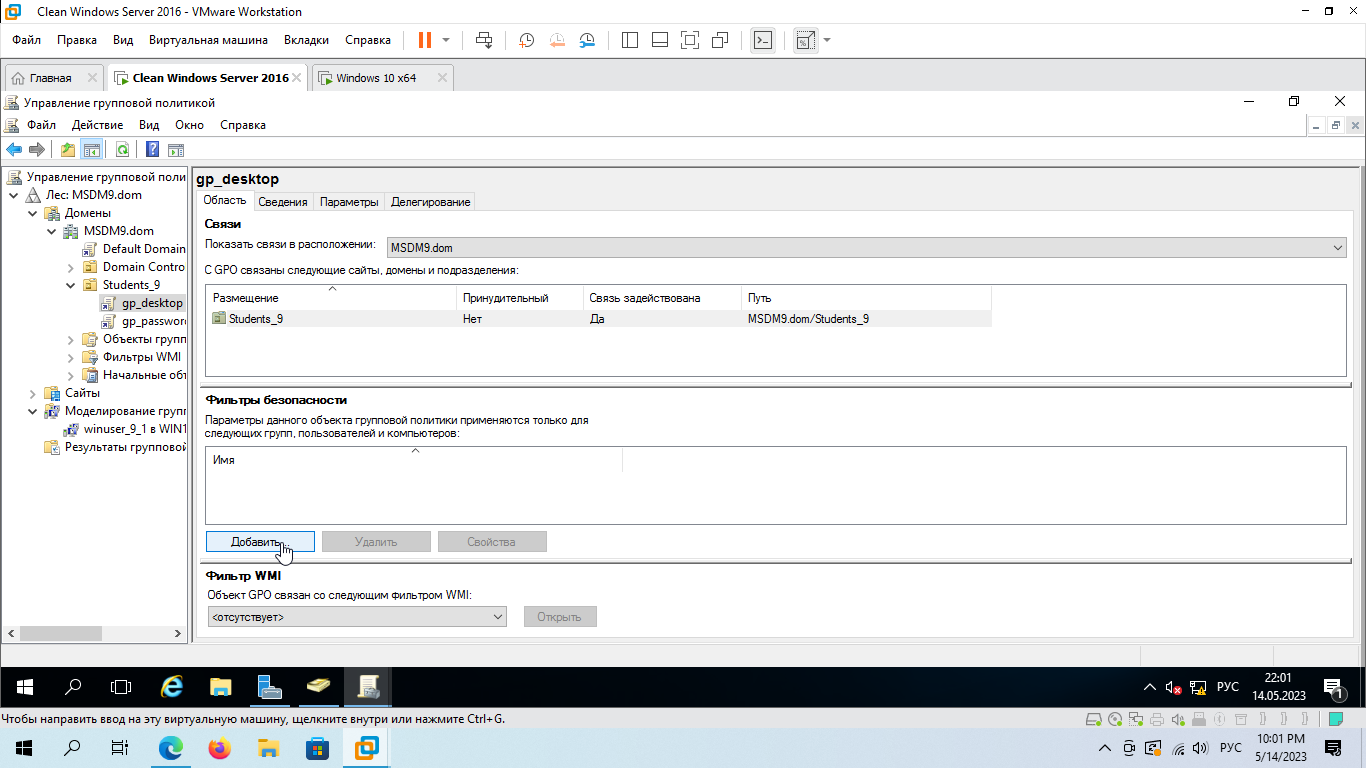 Clean Windows Server 2016 - VMware Workstation
Файл Правка Вид Виртуальная машина Вкладки Справка
Главная Clean Windows Server 2016 Windows 10 x64
Управление групповой политикой
Файл Действие Вид Окно Справка
Управление групповой поли
Лес: MSDM9.dom
Домены
MSDM9.dom
Default Domain
Domain Contro
Students_9
gp_desktop
gp_passwor
Объекты групп
Фильтры WMI
Начальные об
Сайты
Моделирование групп
winuser_9_1 в WIN1
Результаты групповой
gp_desktop
Область Сведения Параметры Делегирование
Связи
Показать связи в расположении: MSDM9.dom
С GPO связаны следующие сайты, домены и подразделения:
Размещение Принудительный Связь задействована Путь
Students_9 Нет Да MSDM9.dom/Students_9
Фильтры безопасности
Параметры данного объекта групповой политики применяются только для
следующих групп, пользователей и компьютеров:
Имя
Добавить... Удалить Свойства
Фильтр WMI
Объект GPO связан со следующим фильтром WMI:
<отсутствует> Открыть
РУС 22:01
14.05.2023
1
Чтобы направить ввод на эту виртуальную машину, щелкните внутри или нажмите Ctrl+G.
РУС 10:01 PM
5/14/2023